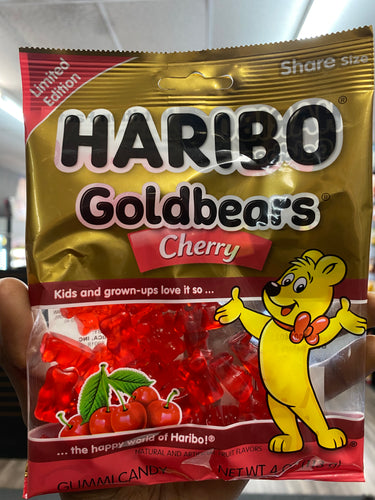 Limited
Edition
Share Size
HARIBO®
Goldbears®
Cherry
Kids and grown-ups love it so ...
... the happy world of Haribo!®
NATURAL AND FRUIT FLAVORS
GUMMI CANDY NET WT